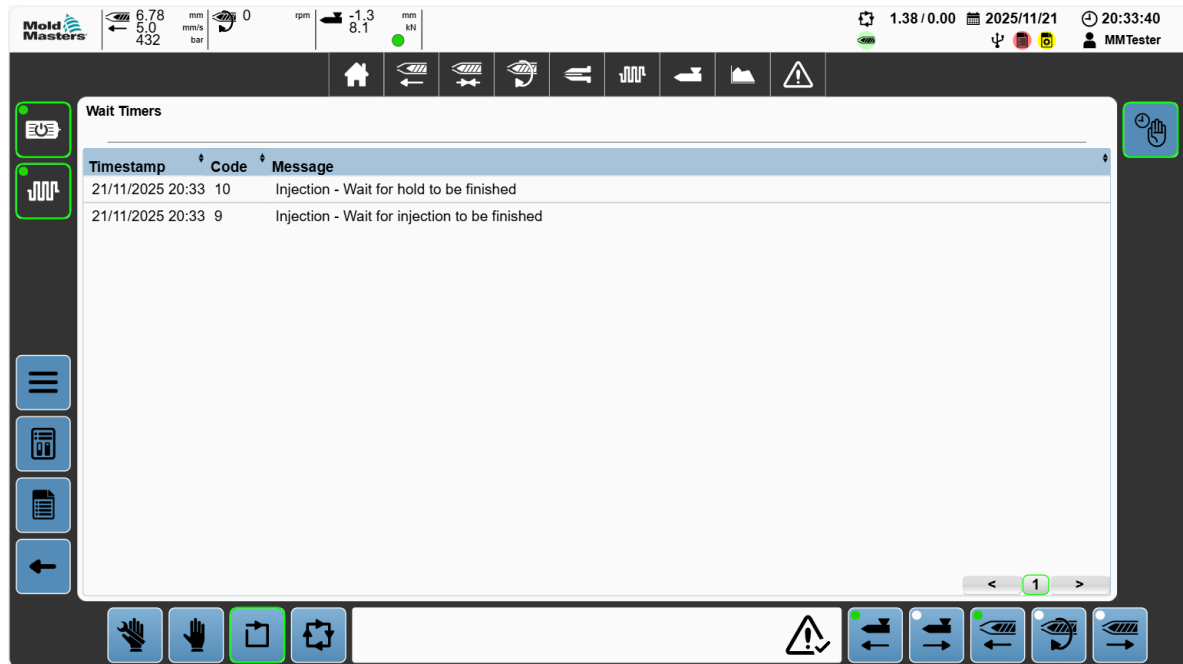 Mold Masters
6.78 mm
5.0 mm/s
432 bar
0 rpm
-1.3 mm
8.1 kN
1.38 / 0.00 2025/11/21 20:33:40
MMTester
Wait Timers
Timestamp Code Message
21/11/2025 20:33 10 Injection - Wait for hold to be finished
21/11/2025 20:33 9 Injection - Wait for injection to be finished
< 1 >